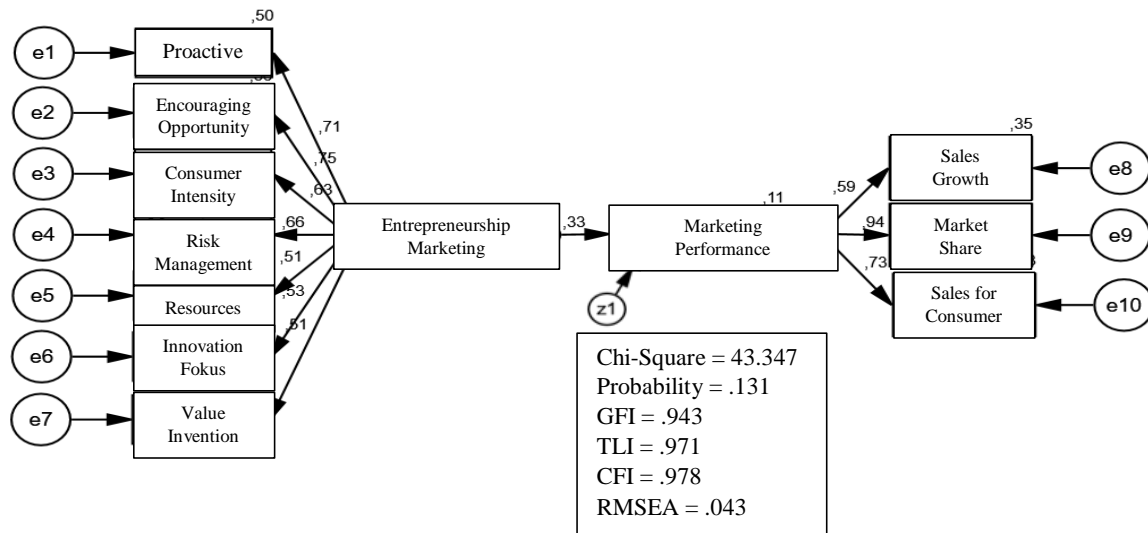 ,50
e1
Proactive
e2
Encouraging
Opportunity
,71
e3
Consumer
Intensity
,75
,63
e4
Risk
Management
,66
e5
Resources
,51
e6
Innovation
Fokus
,53
e7
Value
Invention
,51
Entrepreneurship
Marketing
,33
,11
Marketing
Performance
z1
,59
,94
,73
,35
Sales
Growth
e8
Market
Share
e9
Sales for
Consumer
e10
Chi-Square = 43.347
Probability = .131
GFI = .943
TLI = .971
CFI = .978
RMSEA = .043